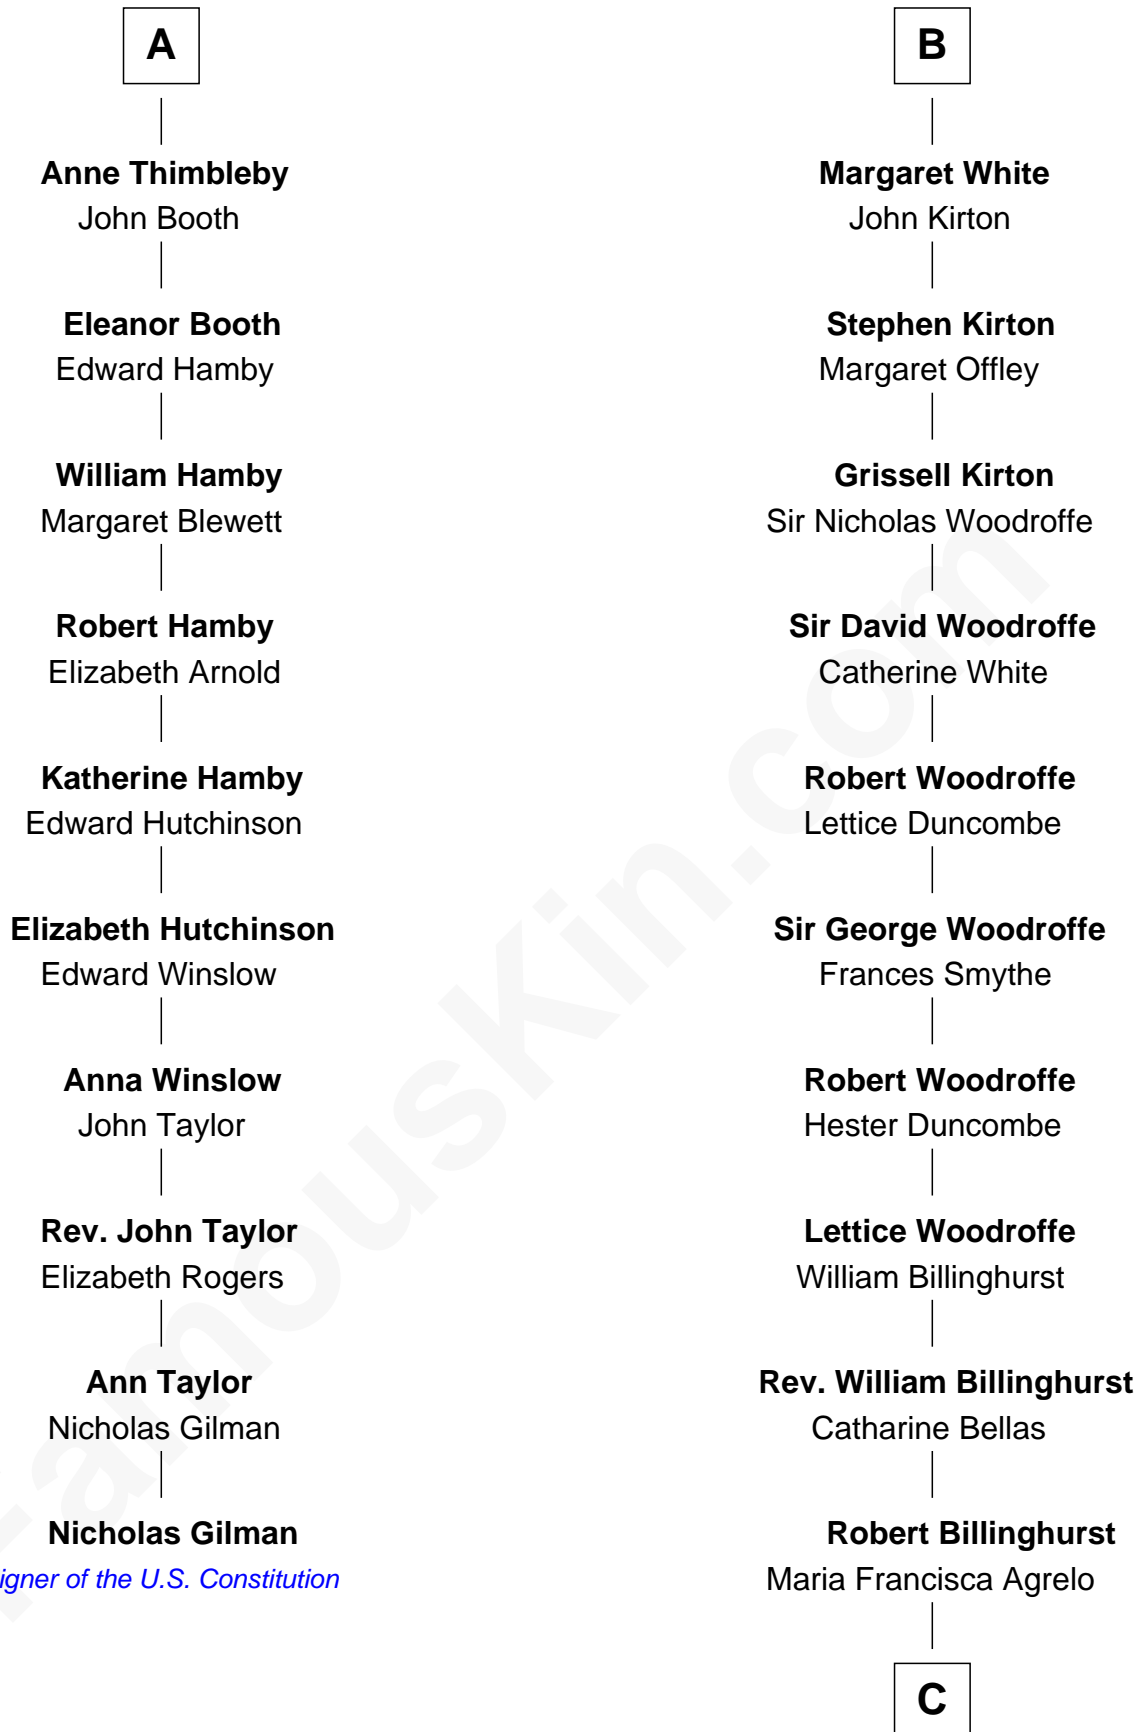 A
Anne Thimbleby
John Booth
Eleanor Booth
Edward Hamby
William Hamby
Margaret Blewett
Robert Hamby
Elizabeth Arnold
Katherine Hamby
Edward Hutchinson
Elizabeth Hutchinson
Edward Winslow
Anna Winslow
John Taylor
Rev. John Taylor
Elizabeth Rogers
Ann Taylor
Nicholas Gilman
Nicholas Gilman
igner of the U.S. Constitution
B
Margaret White
John Kirton
Stephen Kirton
Margaret Offley
Grissell Kirton
Sir Nicholas Woodroffe
Sir David Woodroffe
Catherine White
Robert Woodroffe
Lettice Duncombe
Sir George Woodroffe
Frances Smythe
Robert Woodroffe
Hester Duncombe
Lettice Woodroffe
William Billinghurst
Rev. William Billinghurst
Catharine Bellas
Robert Billinghurst
Maria Francisca Agrelo
C
FamousKin.com